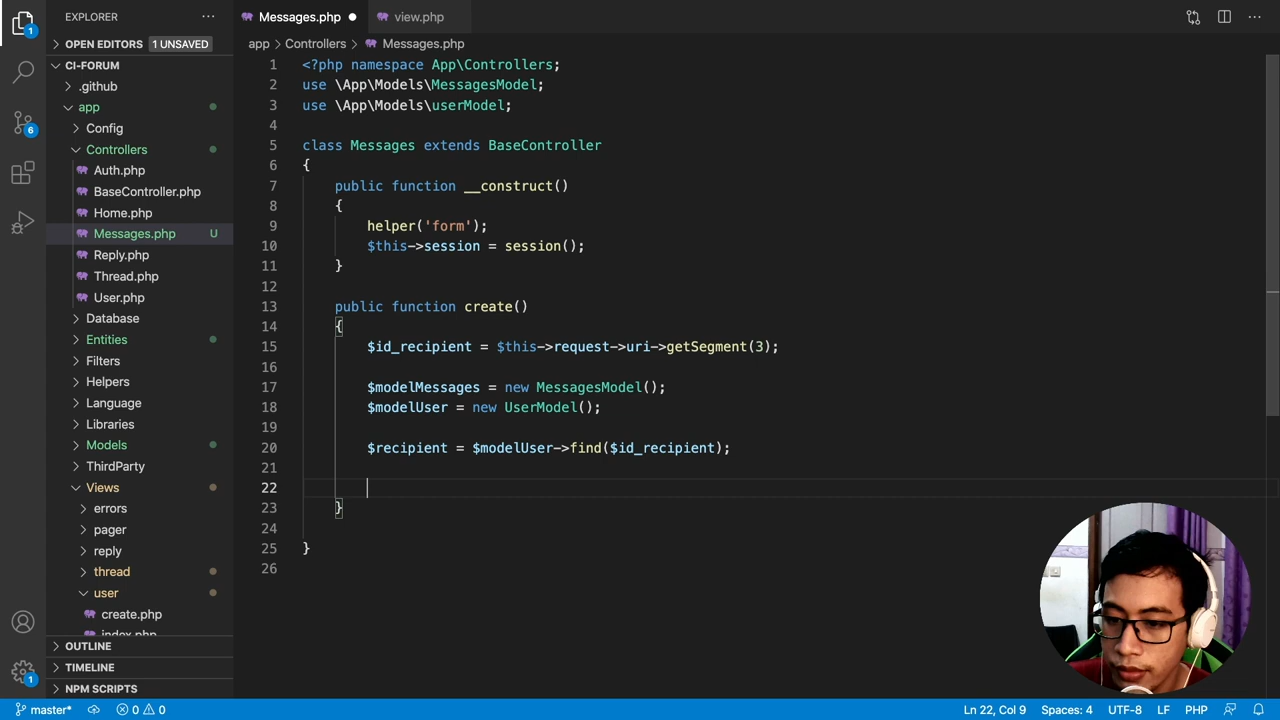 EXPLORER
Messages.php
view.php
OPEN EDITORS 1 UNSAVED
app > Controllers > Messages.php
CI-FORUM
.github
app
Config
Controllers
Auth.php
BaseController.php
Home.php
Messages.php U
Reply.php
Thread.php
User.php
Database
Entities
Filters
Helpers
Language
Libraries
Models
ThirdParty
Views
errors
pager
reply
thread
user
create.php
index.php
OUTLINE
TIMELINE
NPM SCRIPTS
1
6
1
1 <?php namespace App\Controllers;
2 use \App\Models\MessagesModel;
3 use \App\Models\userModel;
4
5 class Messages extends BaseController
6 {
7 public function __construct()
8 {
9 helper('form');
10 $this->session = session();
11 }
12
13 public function create()
14 {
15 $id_recipient = $this->request->uri->getSegment(3);
16
17 $modelMessages = new MessagesModel();
18 $modelUser = new UserModel();
19
20 $recipient = $modelUser->find($id_recipient);
21
22
23 }
24
25 }
26
master* 0 0 Ln 22, Col 9 Spaces: 4 UTF-8 LF PHP